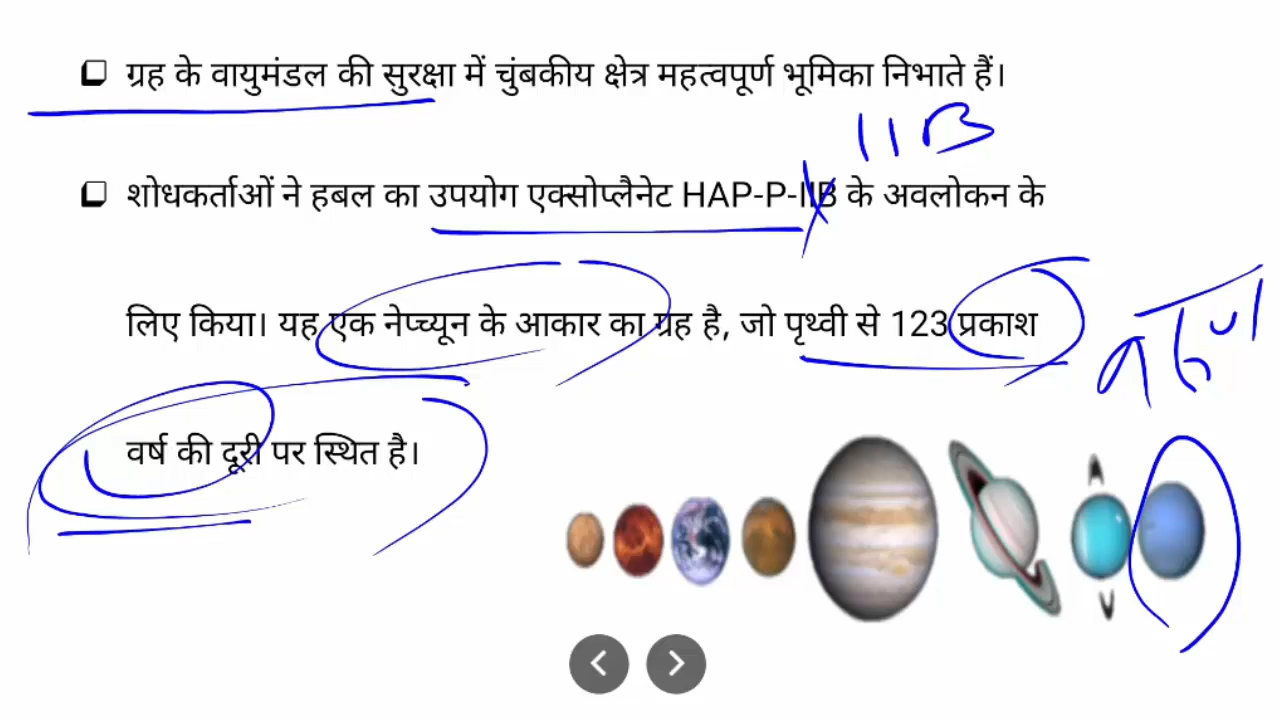 ग्रह के वायुमंडल की सुरक्षा में चुंबकीय क्षेत्र महत्वपूर्ण भूमिका निभाते हैं।
11B
शोधकर्ताओं ने हबल का उपयोग एक्सोप्लैनेट HAP-P-IIB के अवलोकन के
लिए किया। यह एक नेप्च्यून के आकार का ग्रह है, जो पृथ्वी से 123 प्रकाश
वर्ष की दूरी पर स्थित है।